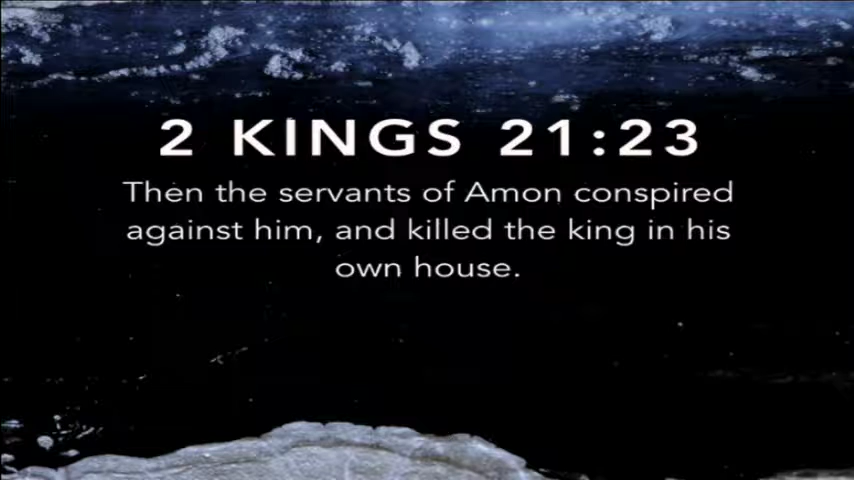 2 KINGS 21:23
Then the servants of Amon conspired
against him, and killed the king in his
own house.